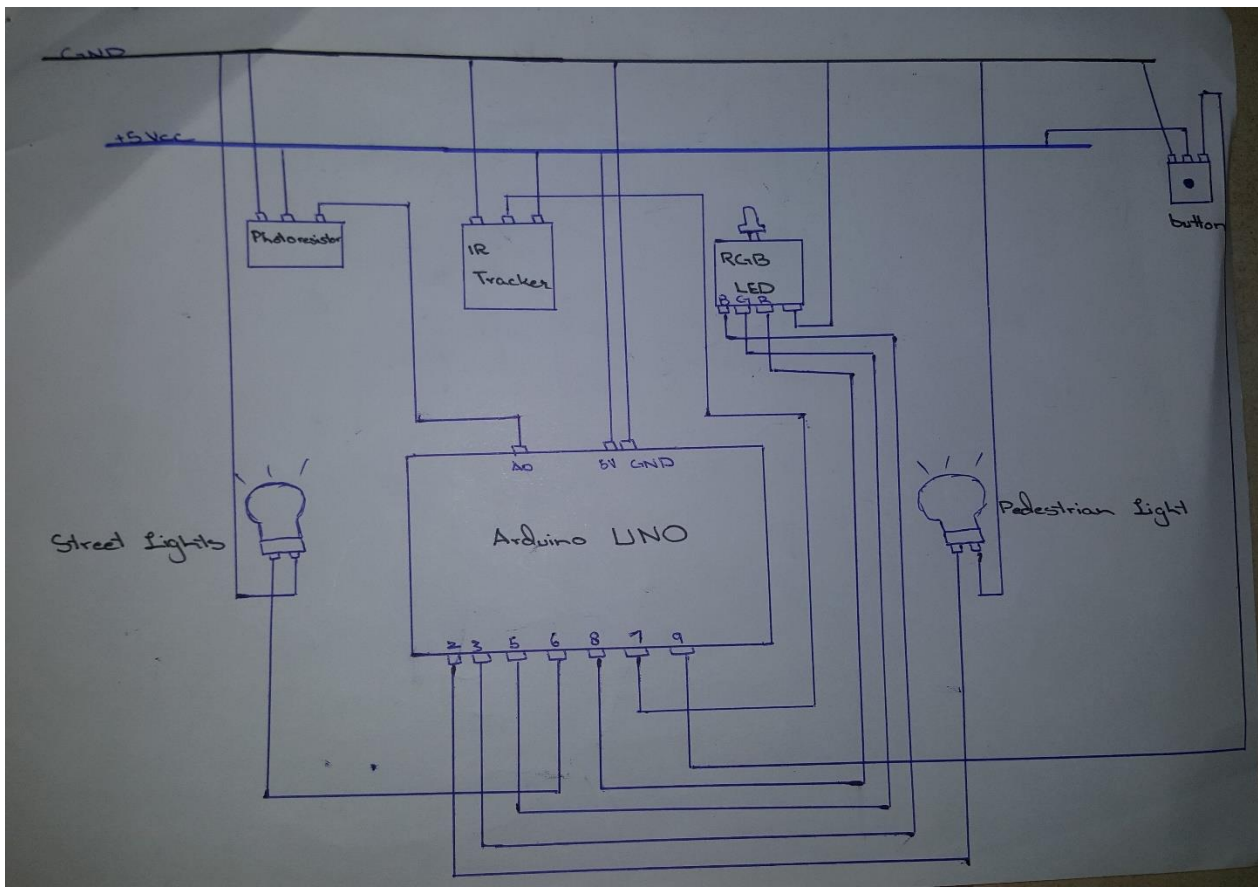 GND
+5 Vcc
button
Photoresistor
IR
Tracker
RGB
LED
B G R
A0 5V GND
Street Lights
Arduino UNO
Pedestrian Light
2 3 5 6 8 7 9